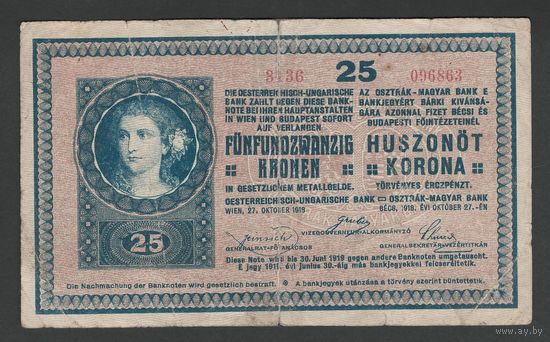 3136
25
096863
DIE OESTERREICHISCH-UNGARISCHE
BANK ZAHLT GEGEN DIESE BANK-
NOTE BEI IHREN HAUPTANSTALTEN
IN WIEN UND BUDAPEST SOFORT
AUF VERLANGEN
FÜNFUNDZWANZIG
KRONEN
IN GESETZLICHEM METALLGELDE.
AZ OSZTRÁK-MAGYAR BANK E
BANKJEGYÉRT BÁRKI KIVÁNSÁ-
GÁRA AZONNAL FIZET BÉCSI ÉS
BUDAPESTI FŐINTÉZETEINÉL
HUSZONÖT
KORONA
TÖRVÉNYES ÉRCPÉNZT.
OESTERREICHISCH-UNGARISCHE BANK
OSZTRÁK-MAGYAR BANK
WIEN, 27. OKTOBER 1918
BÉCS, 1918. ÉVI OKTÓBER 27.-ÉN
Gruber
VIZEGOUVERNEUR-ALKORMÁNYZÓ
GENERALRAT-FŐTANÁCSOS
GENERALSEKRETÄR-VEZÉRTITKÁR
25
Diese Note wird bis 30. Juni 1919 gegen andere Banknoten umgetauscht.
E jegy 1919. évi junius 30.-áig más bankjegyekkel felcseréltetik.
Die Nachmachung der Banknoten wird gesetzlich bestraft.
A bankjegyek utánzása a törvény szerint büntettetik.
ay.by